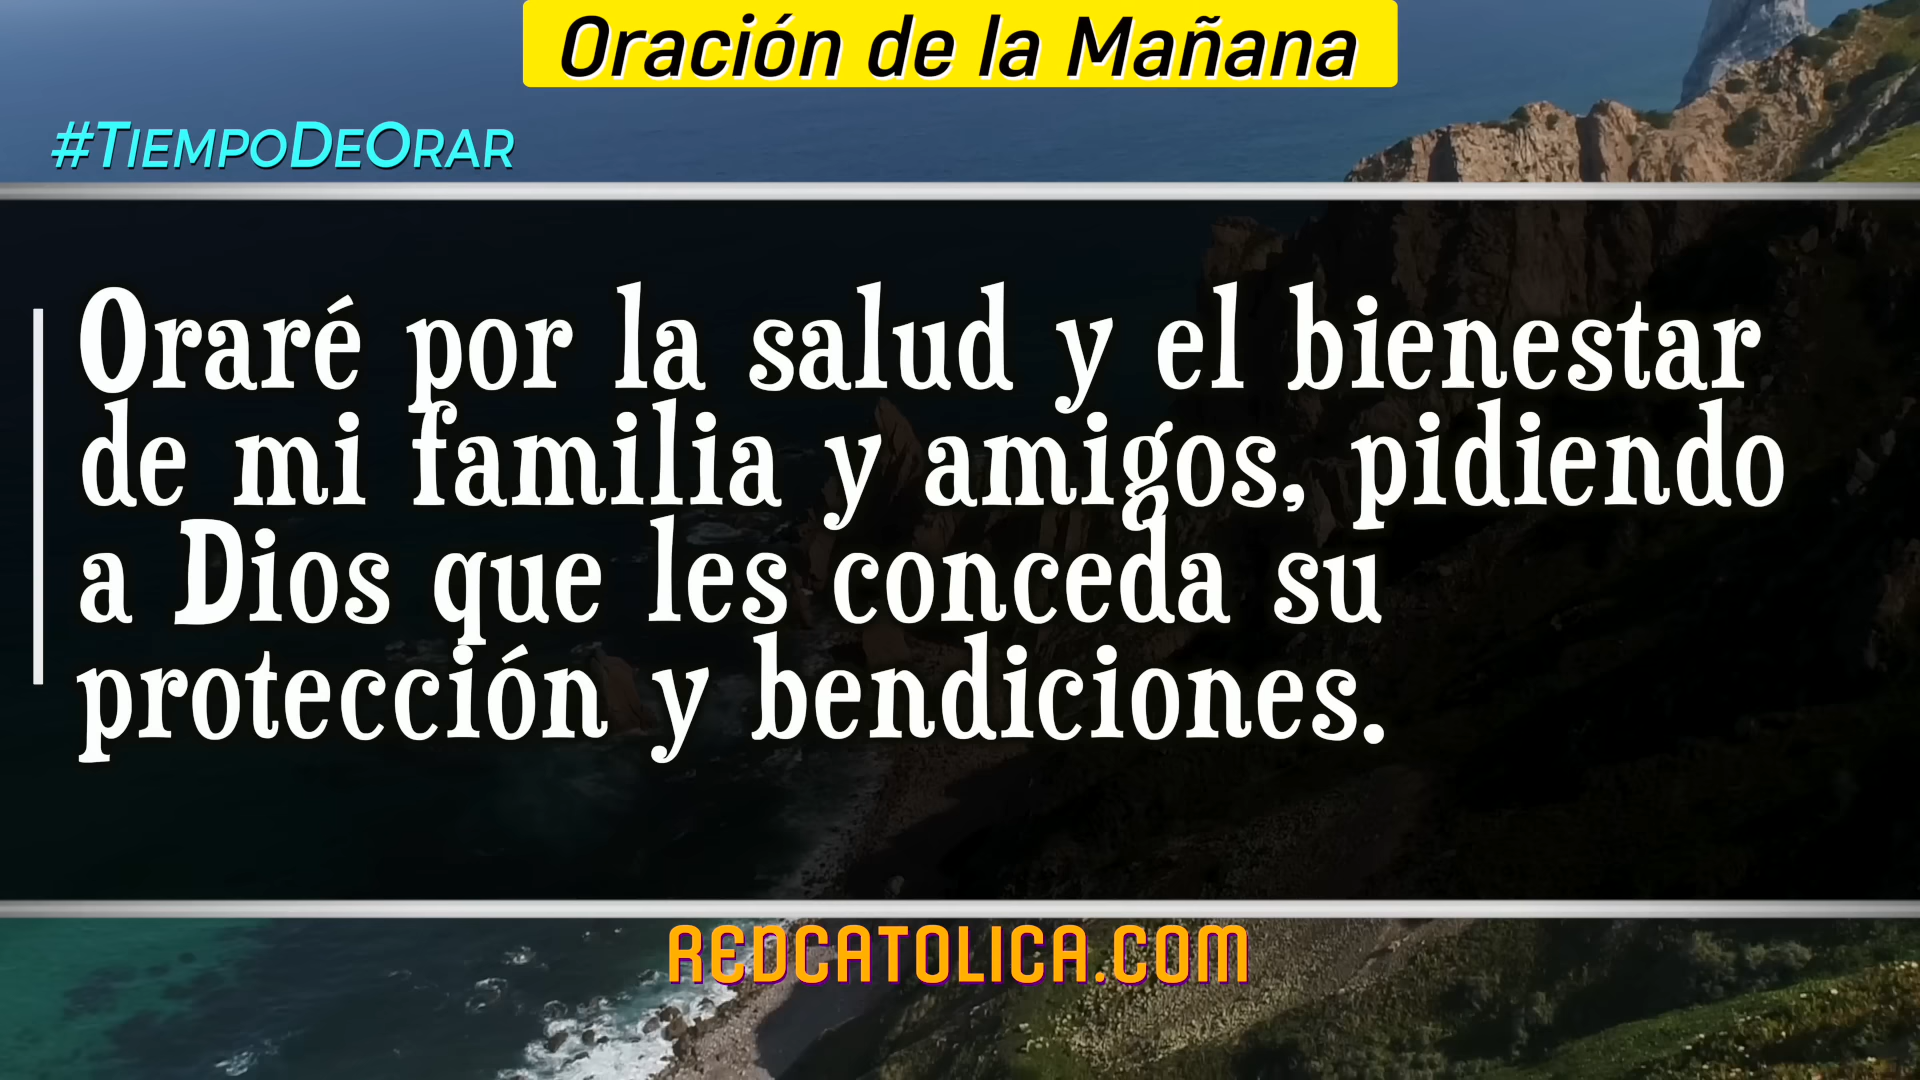 Oración de la Mañana
#TiempoDeOrar
Oraré por la salud y el bienestar
de mi familia y amigos, pidiendo
a Dios que les conceda su
protección y bendiciones.
REDCATOLICA.COM